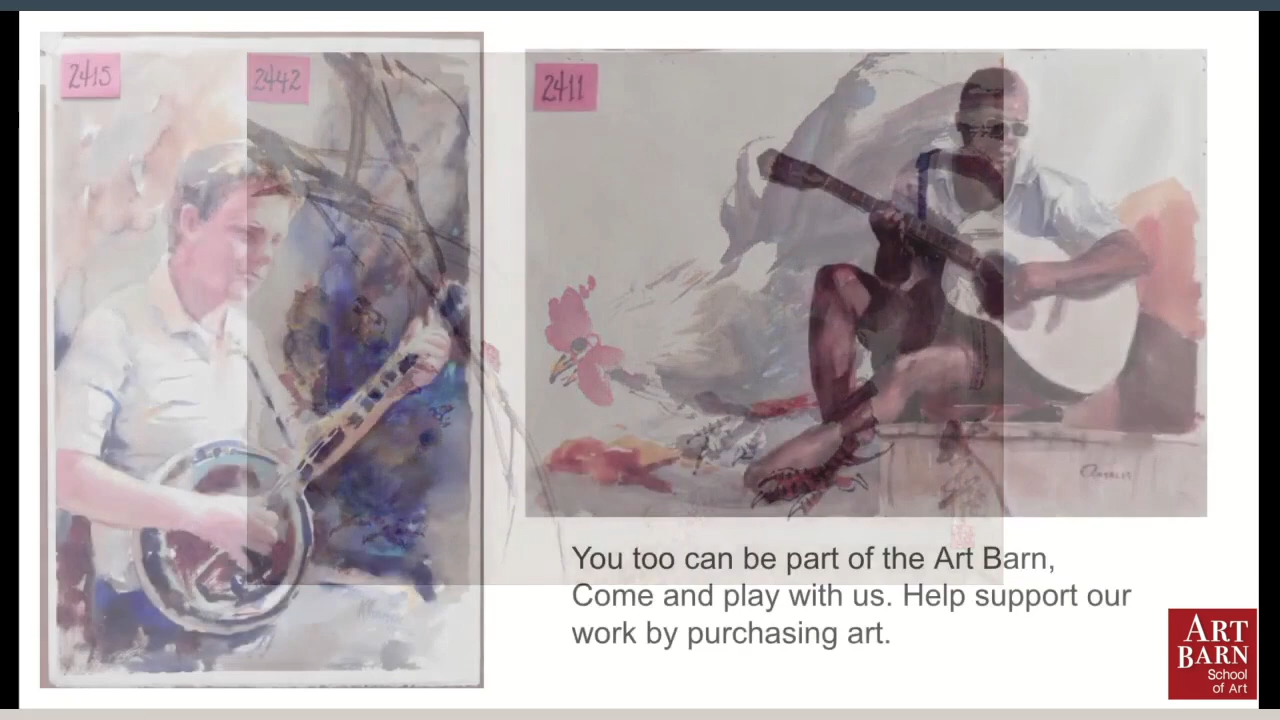 2415
2442
2411
You too can be part of the Art Barn,
Come and play with us. Help support our
work by purchasing art.
ART
BARN
School
of Art